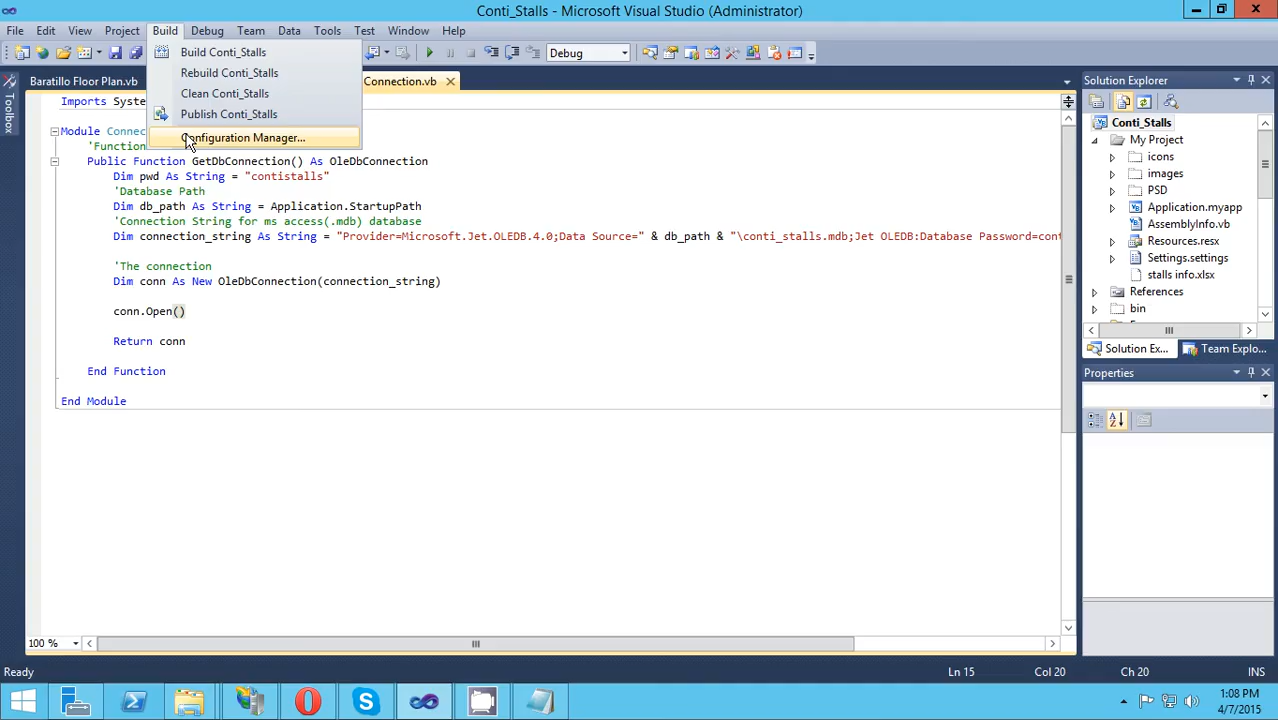 Conti_Stalls - Microsoft Visual Studio (Administrator)
File Edit View Project Build Debug Team Data Tools Test Window Help
Debug
Build Conti_Stalls
Rebuild Conti_Stalls
Clean Conti_Stalls
Publish Conti_Stalls
Configuration Manager...
Toolbox
Baratillo Floor Plan.vb
Connection.vb
Imports System
Module Connec
'Function
Public Function GetDbConnection() As OleDbConnection
Dim pwd As String = "contistalls"
'Database Path
Dim db_path As String = Application.StartupPath
'Connection String for ms access(.mdb) database
Dim connection_string As String = "Provider=Microsoft.Jet.OLEDB.4.0;Data Source=" & db_path & "\conti_stalls.mdb;Jet OLEDB:Database Password=cont
'The connection
Dim conn As New OleDbConnection(connection_string)
conn.Open()
Return conn
End Function
End Module
100 %
Solution Explorer
Conti_Stalls
My Project
icons
images
PSD
Application.myapp
AssemblyInfo.vb
Resources.resx
Settings.settings
stalls info.xlsx
References
bin
Solution Ex...
Team Explo...
Properties
Ready
Ln 15
Col 20
Ch 20
INS
1:08 PM
4/7/2015